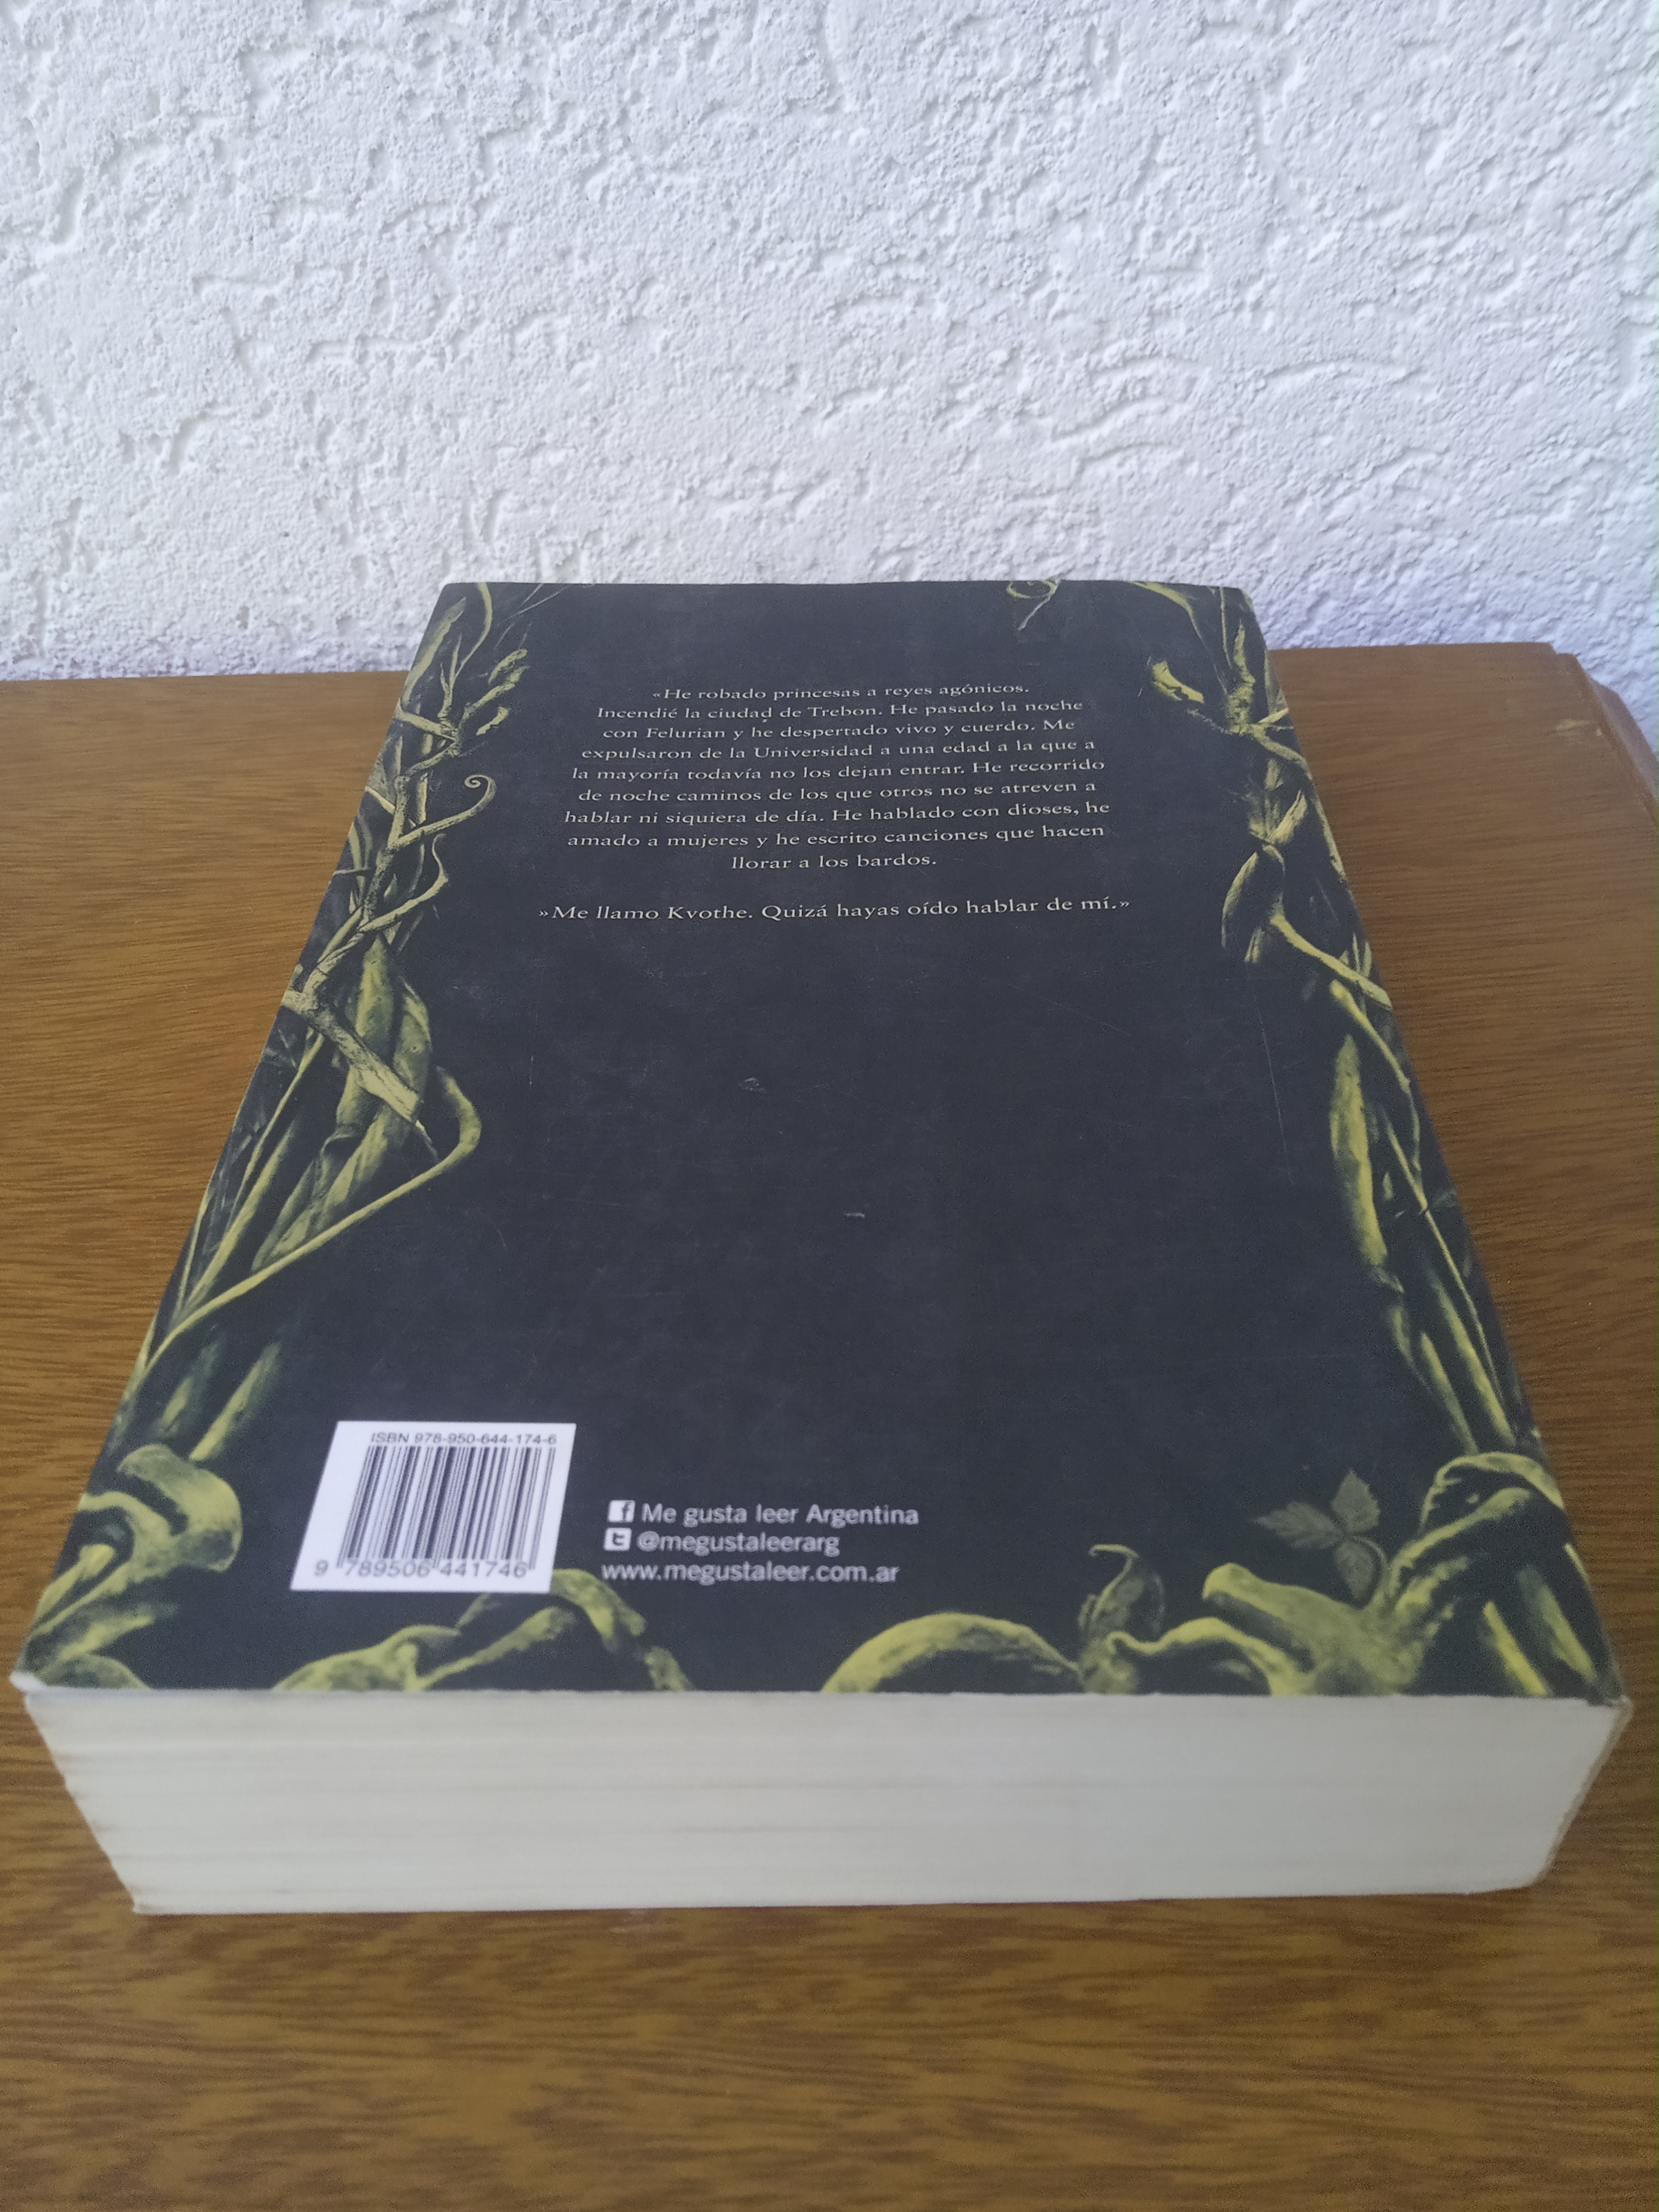 «He robado princesas a reyes agónicos.
Incendié la ciudad de Trebon. He pasado la noche
con Felurian y he despertado vivo y cuerdo. Me
expulsaron de la Universidad a una edad a la que a
la mayoría todavía no los dejan entrar. He recorrido
de noche caminos de los que otros no se atreven a
hablar ni siquiera de día. He hablado con dioses, he
amado a mujeres y he escrito canciones que hacen
llorar a los bardos.
»Me llamo Kvothe. Quizá hayas oído hablar de mí.»
ISBN 978-950-644-174-6
9 789506 441746
f Me gusta leer Argentina
t @megustaleerarg
www.megustaleer.com.ar